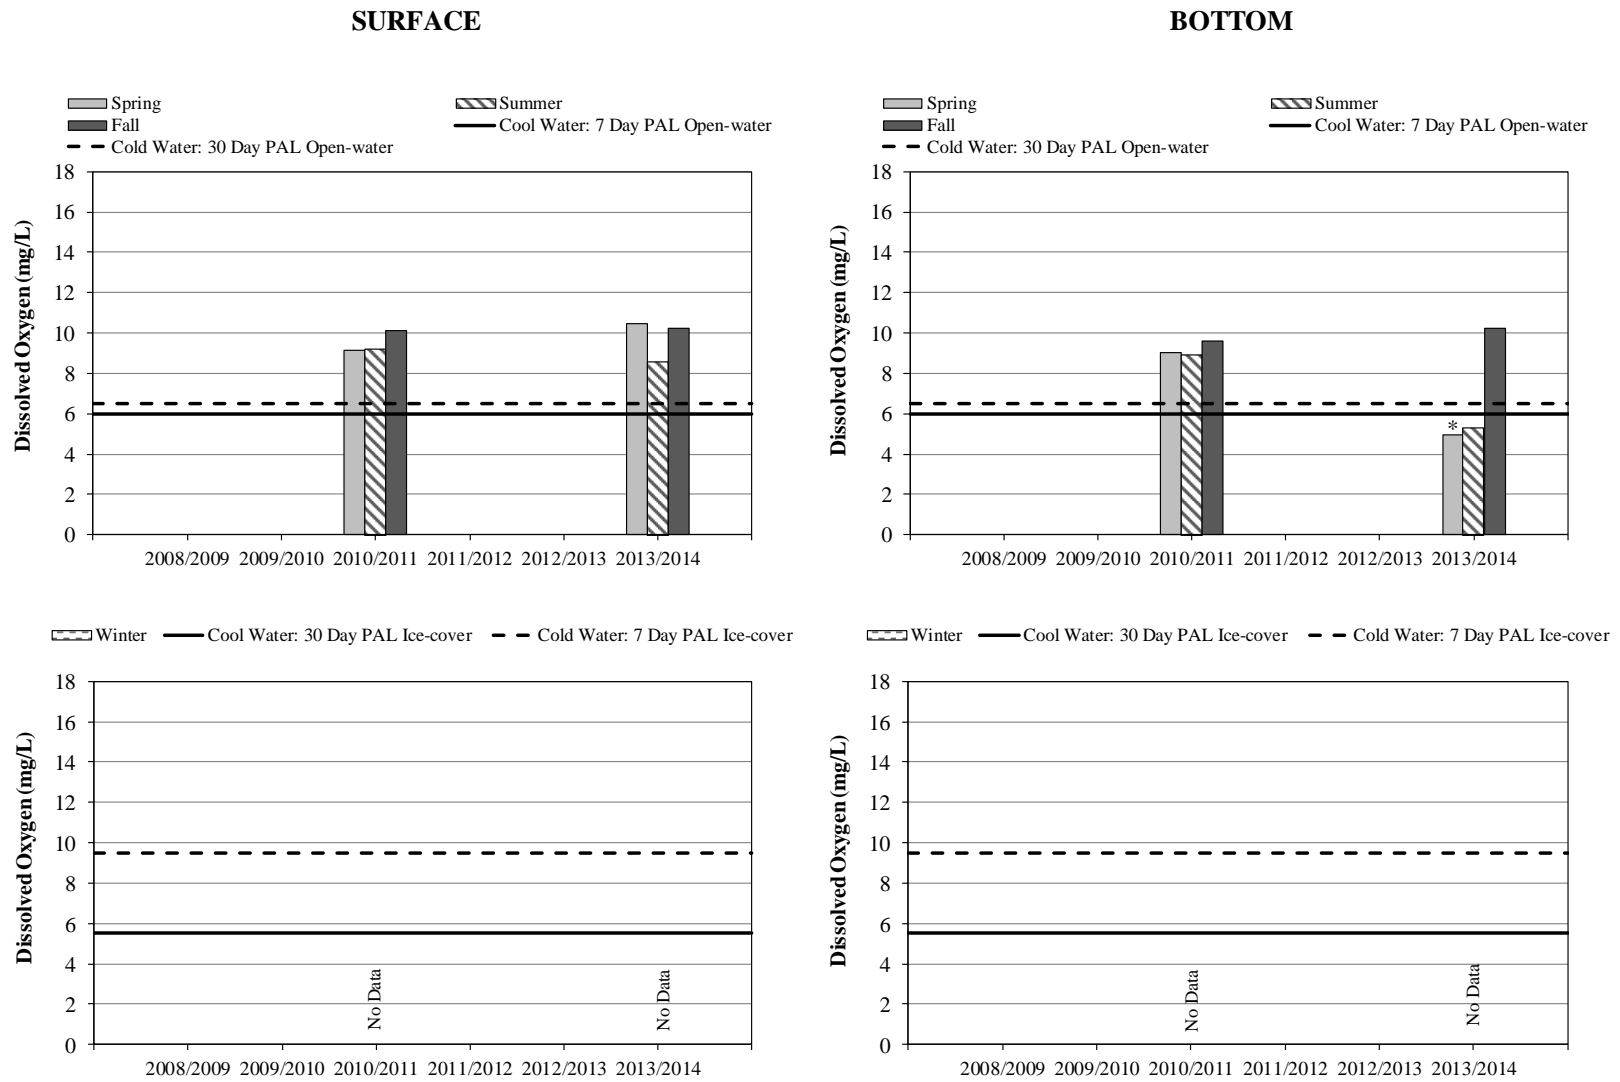 SURFACE
BOTTOM
Spring
Summer
Fall
Cool Water: 7 Day PAL Open-water
Cold Water: 30 Day PAL Open-water
Dissolved Oxygen (mg/L)
18
16
14
12
10
8
6
4
2
0
2008/2009 2009/2010 2010/2011 2011/2012 2012/2013 2013/2014
Spring
Summer
Fall
Cool Water: 7 Day PAL Open-water
Cold Water: 30 Day PAL Open-water
Dissolved Oxygen (mg/L)
18
16
14
12
10
8
6
4
2
0
*
2008/2009 2009/2010 2010/2011 2011/2012 2012/2013 2013/2014
Winter Cool Water: 30 Day PAL Ice-cover Cold Water: 7 Day PAL Ice-cover
Dissolved Oxygen (mg/L)
18
16
14
12
10
8
6
4
2
0
No Data
No Data
2008/2009 2009/2010 2010/2011 2011/2012 2012/2013 2013/2014
Winter Cool Water: 30 Day PAL Ice-cover Cold Water: 7 Day PAL Ice-cover
Dissolved Oxygen (mg/L)
18
16
14
12
10
8
6
4
2
0
No Data
No Data
2008/2009 2009/2010 2010/2011 2011/2012 2012/2013 2013/2014